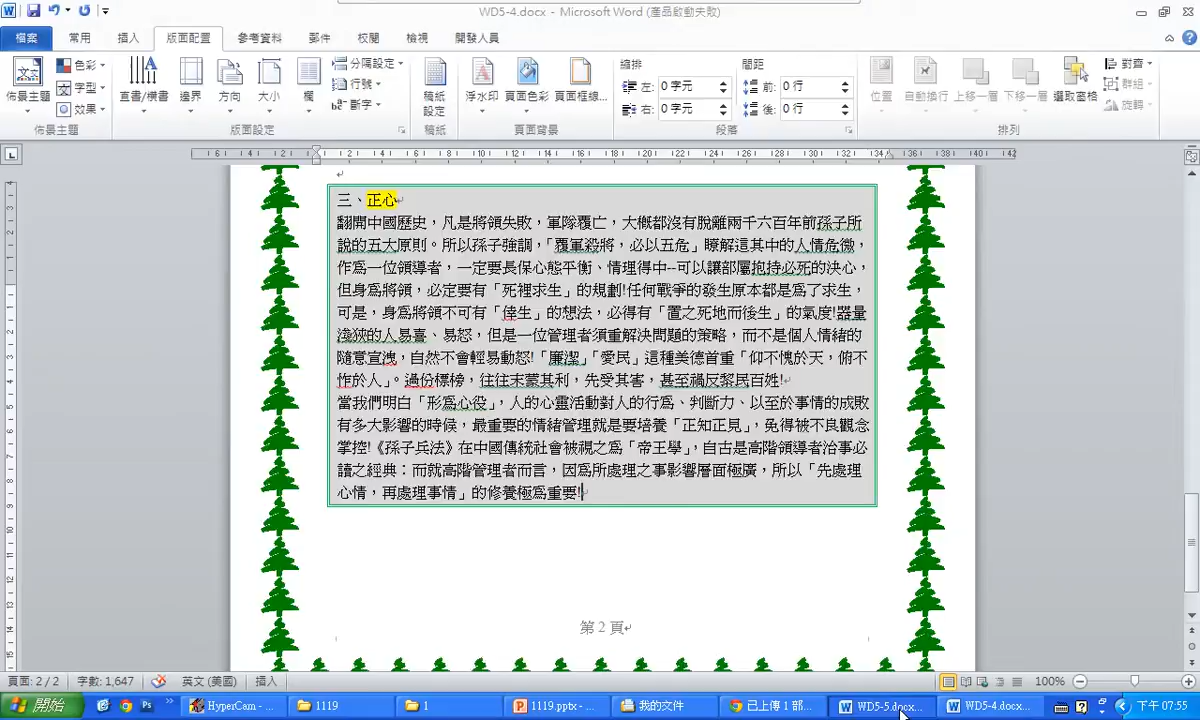 WD5-4.docx - Microsoft Word (產品啟動失敗)
檔案 常用 插入 版面配置 參考資料 郵件 校閱 檢視 開發人員
佈景主題 色彩 字型 效果 直書/橫書 邊界 方向 大小 欄 分隔設定 行號 斷字 稿紙設定 浮水印 頁面色彩 頁面框線... 縮排 左: 0 字元 右: 0 字元 間距 前: 0 行 後: 0 行 位置 自動換行 上移一層 下移一層 選取窗格 對齊 群組 旋轉
佈景主題 版面設定 稿紙 頁面背景 段落 排列
三、正心
翻開中國歷史，凡是將領失敗，軍隊覆亡，大概都沒有脫離兩千六百年前孫子所
說的五大原則。所以孫子強調，「覆軍殺將，必以五危」瞭解這其中的人情危微，
作為一位領導者，一定要長保心態平衡、情理得中--可以讓部屬抱持必死的決心，
但身為將領，必定要有「死裡求生」的規劃!任何戰爭的發生原本都是為了求生，
可是，身為將領不可有「倖生」的想法，必得有「置之死地而後生」的氣度!器量
淺狹的人易喜、易怒，但是一位管理者須重解決問題的策略，而不是個人情緒的
隨意宣洩，自然不會輕易動怒!「廉潔」「愛民」這種美德首重「仰不愧於天，俯不
怍於人」。過份標榜，往往未蒙其利，先受其害，甚至禍反黎民百姓!
當我們明白「形為心役」，人的心靈活動對人的行為、判斷力、以至於事情的成敗
有多大影響的時候，最重要的情緒管理就是要培養「正知正見」，免得被不良觀念
掌控!《孫子兵法》在中國傳統社會被視之為「帝王學」，自古是高階領導者治事必
讀之經典：而就高階管理者而言，因為所處理之事影響層面極廣，所以「先處理
心情，再處理事情」的修養極為重要!
第 2 頁
頁面: 2 / 2 字數: 1,647 英文 (美國) 插入 100%
開始 HyperCam - ... 1119 1 1119.pptx - ... 我的文件 已上傳 1 部... WD5-5.docx... WD5-4.docx... 下午 07:55